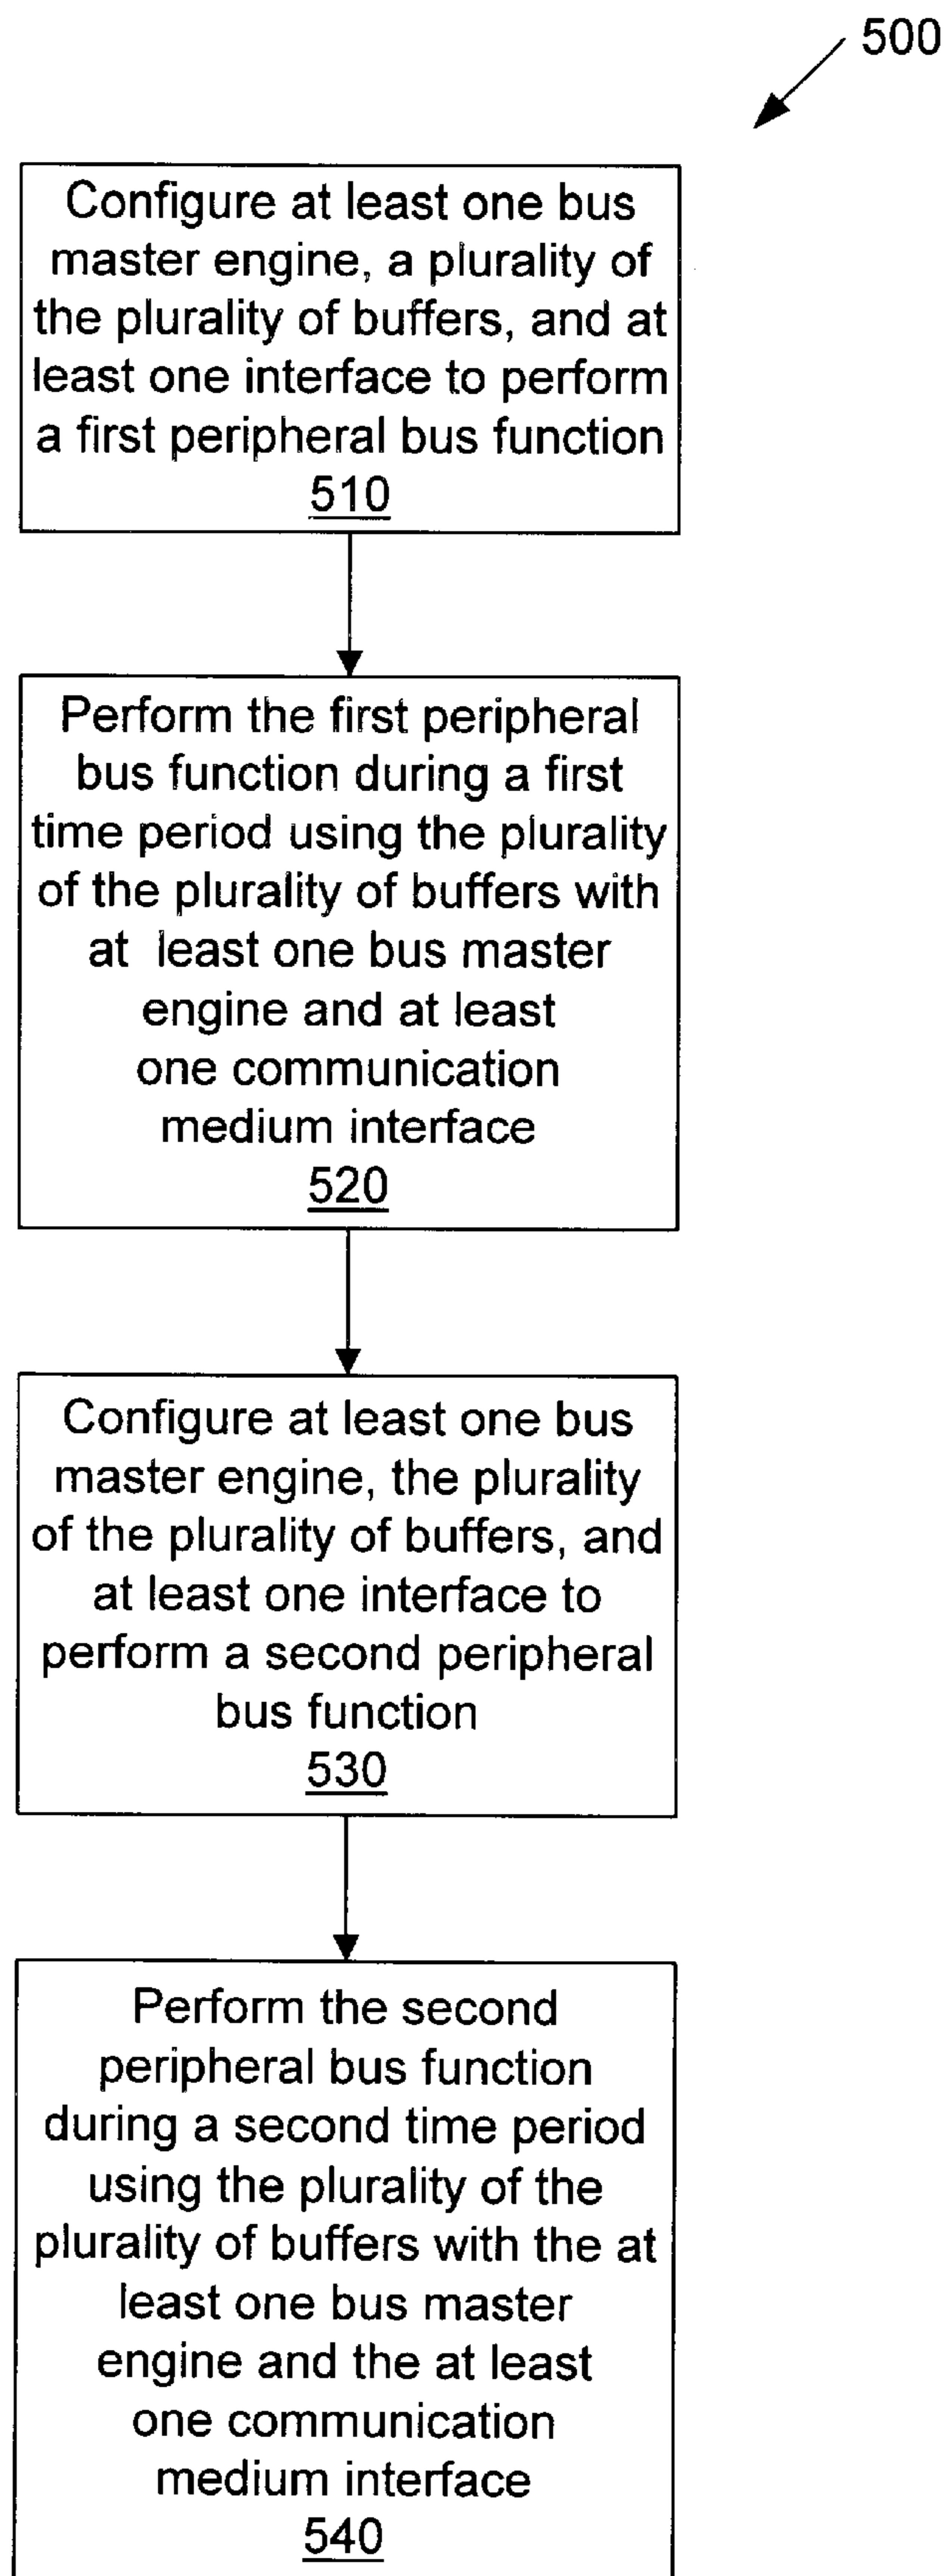 500
Configure at least one bus
master engine, a plurality of
the plurality of buffers, and at
least one interface to perform
a first peripheral bus function
510
Perform the first peripheral
bus function during a first
time period using the plurality
of the plurality of buffers with
at least one bus master
engine and at least
one communication
medium interface
520
Configure at least one bus
master engine, the plurality
of the plurality of buffers, and
at least one interface to
perform a second peripheral
bus function
530
Perform the second
peripheral bus function
during a second time period
using the plurality of the
plurality of buffers with the at
least one bus master
engine and the at least
one communication
medium interface
540